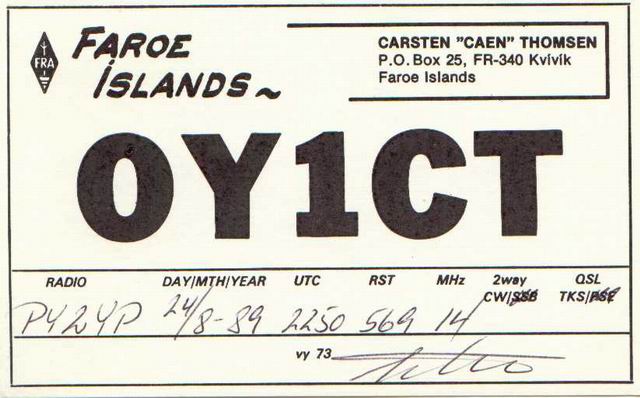 FRA
FAROE
ISLANDS~
CARSTEN "CAEN" THOMSEN
P.O. Box 25, FR-340 Kvívík
Faroe Islands
OY1CT
RADIO DAY/MTH/YEAR UTC RST MHz 2way QSL
CW/SSB TKS/PSE
PY2YP 24/8-89 2250 569 14
vy 73